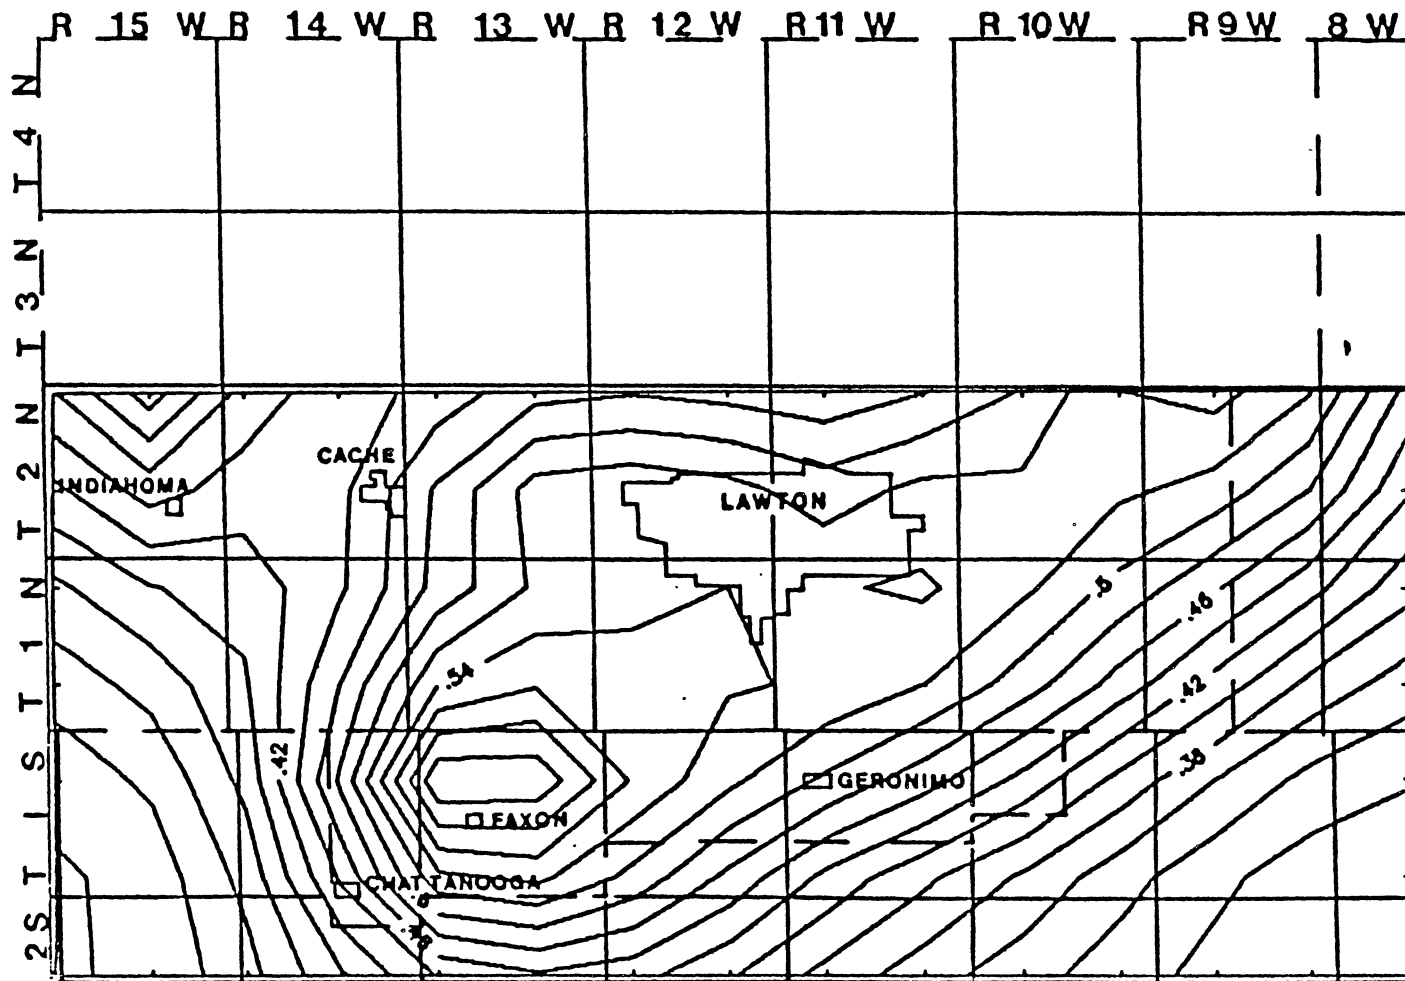 R 15 W R 14 W R 13 W R 12 W R 11 W R 10 W R 9 W 8 W
T 4 N
T 3 N
T 2 N
T 1 N
T 1 S
2 S
CACHE
INDIAHOMA
LAWTON
.5
.46
.54
.42
.42
.38
GERONIMO
FAXON
CHATTANOOGA